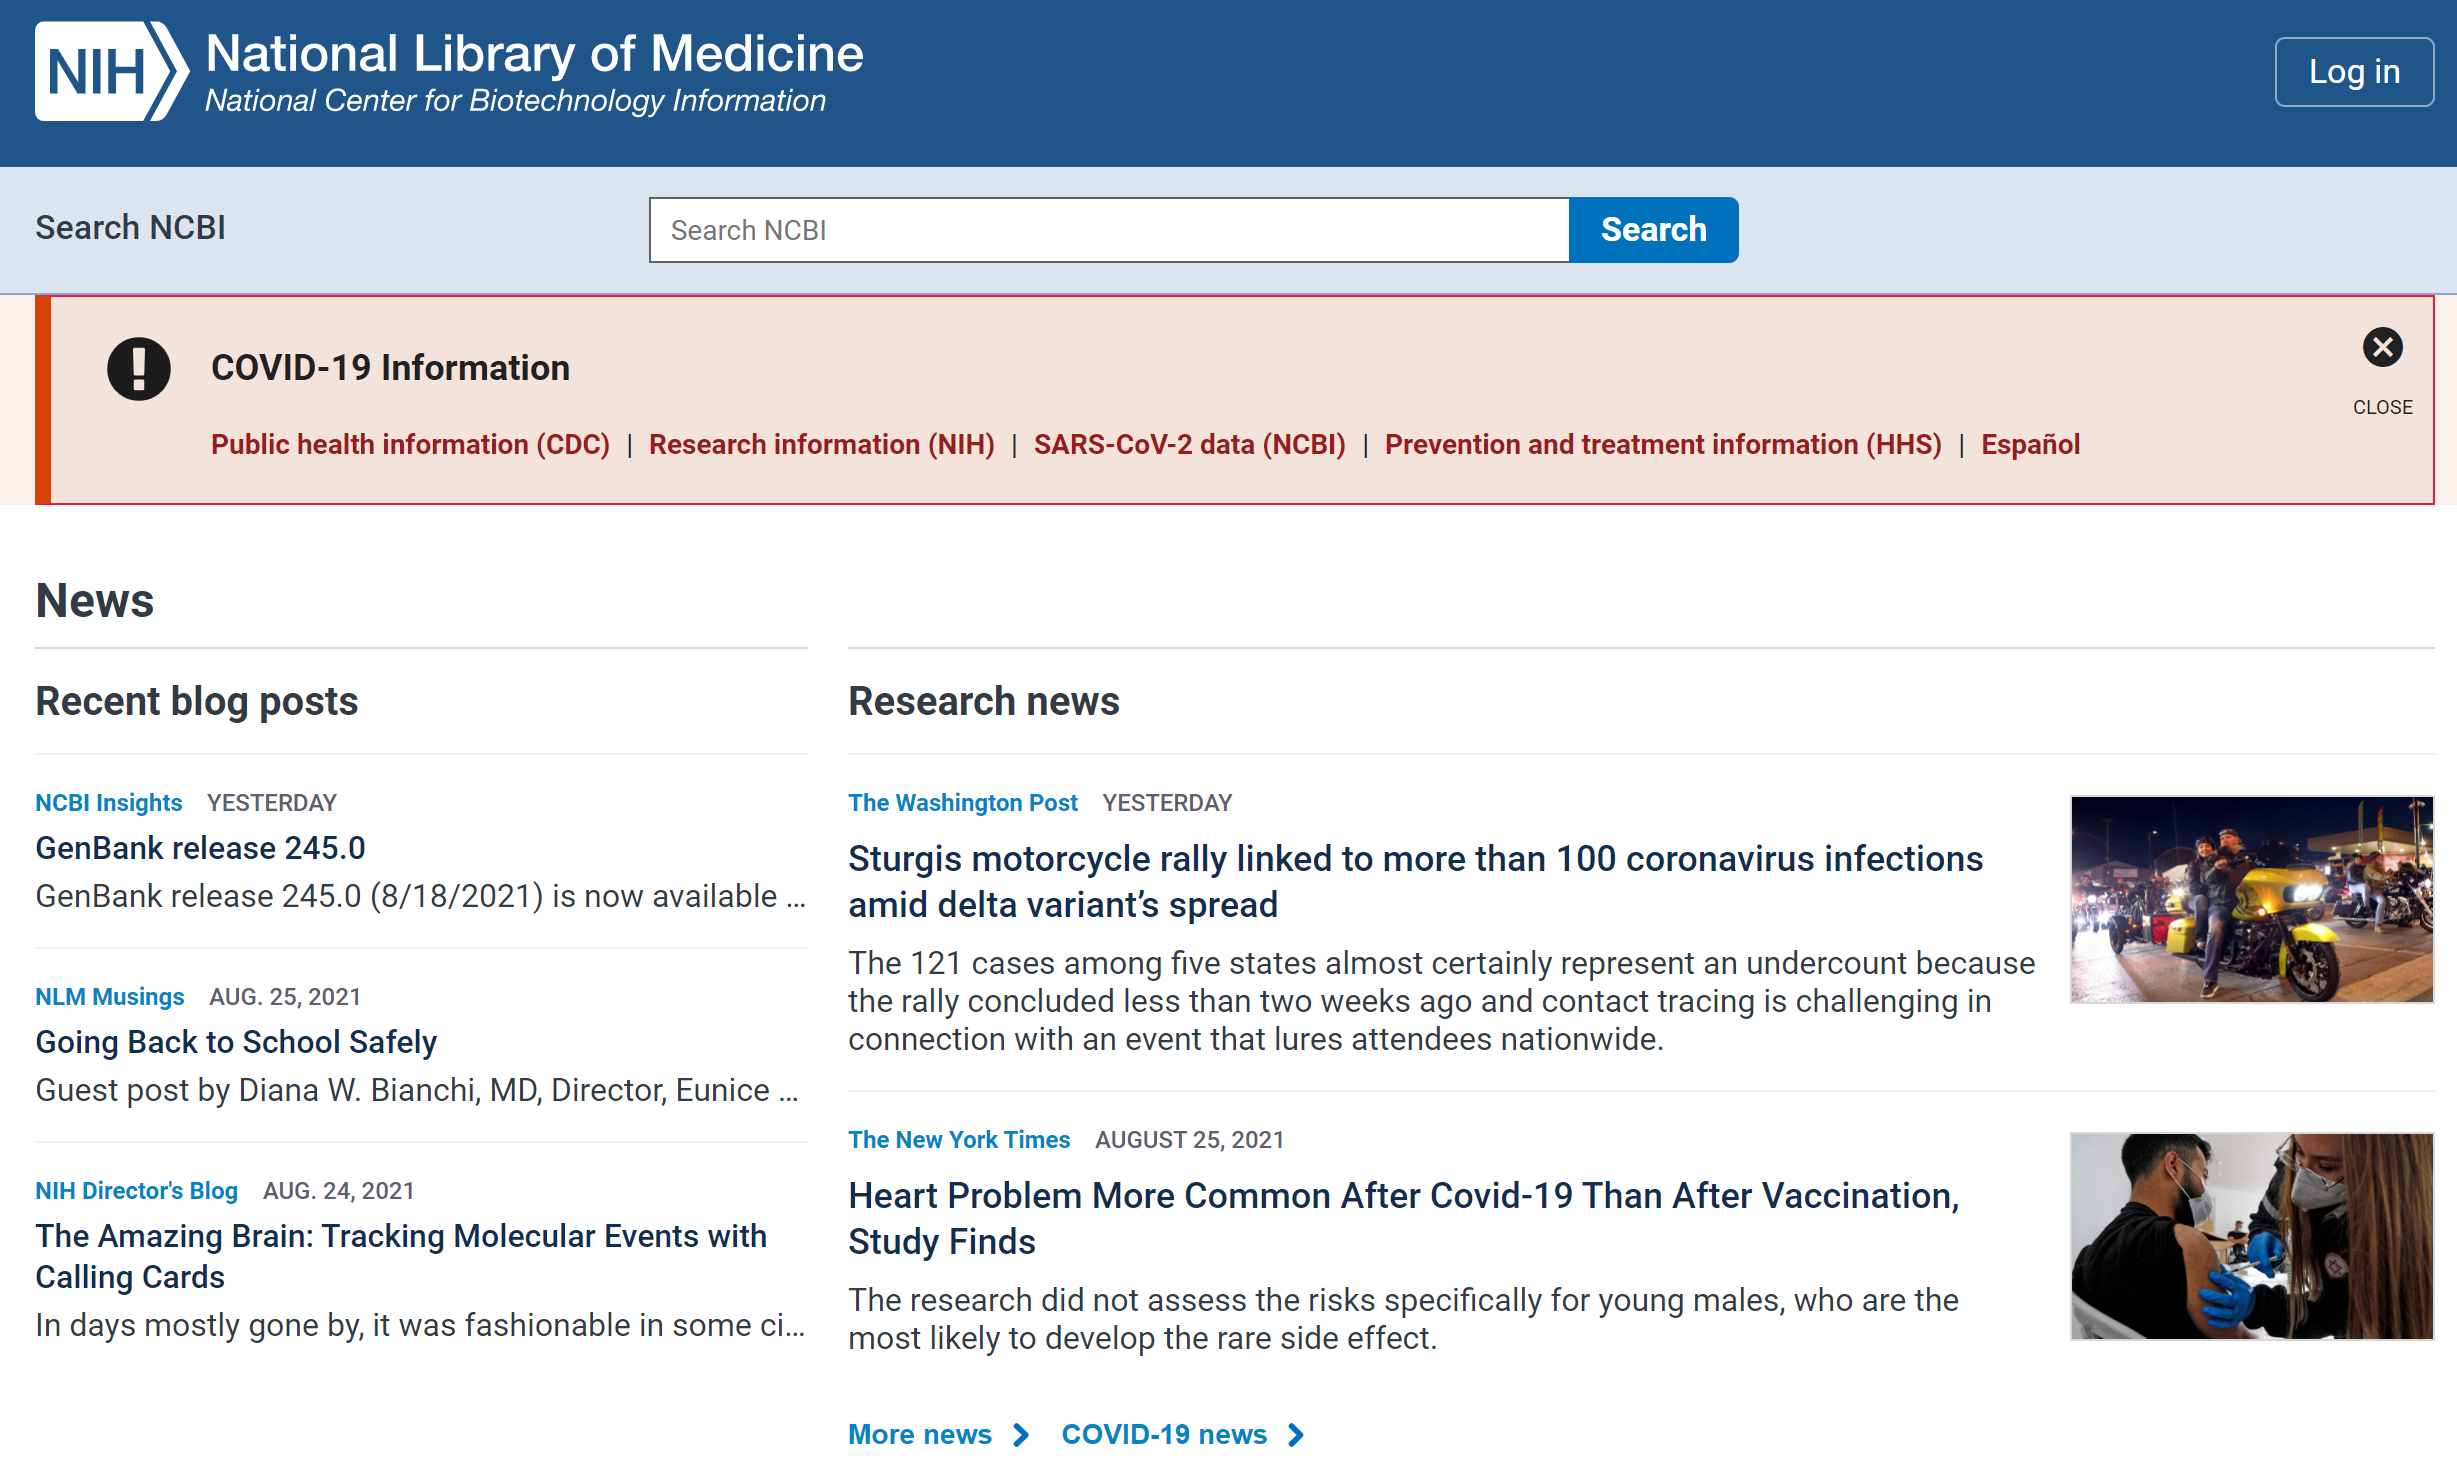 NIH National Library of Medicine
National Center for Biotechnology Information
Log in
Search NCBI
Search NCBI
Search
COVID-19 Information
CLOSE
Public health information (CDC) | Research information (NIH) | SARS-CoV-2 data (NCBI) | Prevention and treatment information (HHS) | Español
News
Recent blog posts
NCBI Insights YESTERDAY
GenBank release 245.0
GenBank release 245.0 (8/18/2021) is now available ...
NLM Musings AUG. 25, 2021
Going Back to School Safely
Guest post by Diana W. Bianchi, MD, Director, Eunice ...
NIH Director's Blog AUG. 24, 2021
The Amazing Brain: Tracking Molecular Events with
Calling Cards
In days mostly gone by, it was fashionable in some ci...
Research news
The Washington Post YESTERDAY
Sturgis motorcycle rally linked to more than 100 coronavirus infections
amid delta variant’s spread
The 121 cases among five states almost certainly represent an undercount because
the rally concluded less than two weeks ago and contact tracing is challenging in
connection with an event that lures attendees nationwide.
The New York Times AUGUST 25, 2021
Heart Problem More Common After Covid-19 Than After Vaccination,
Study Finds
The research did not assess the risks specifically for young males, who are the
most likely to develop the rare side effect.
More news COVID-19 news